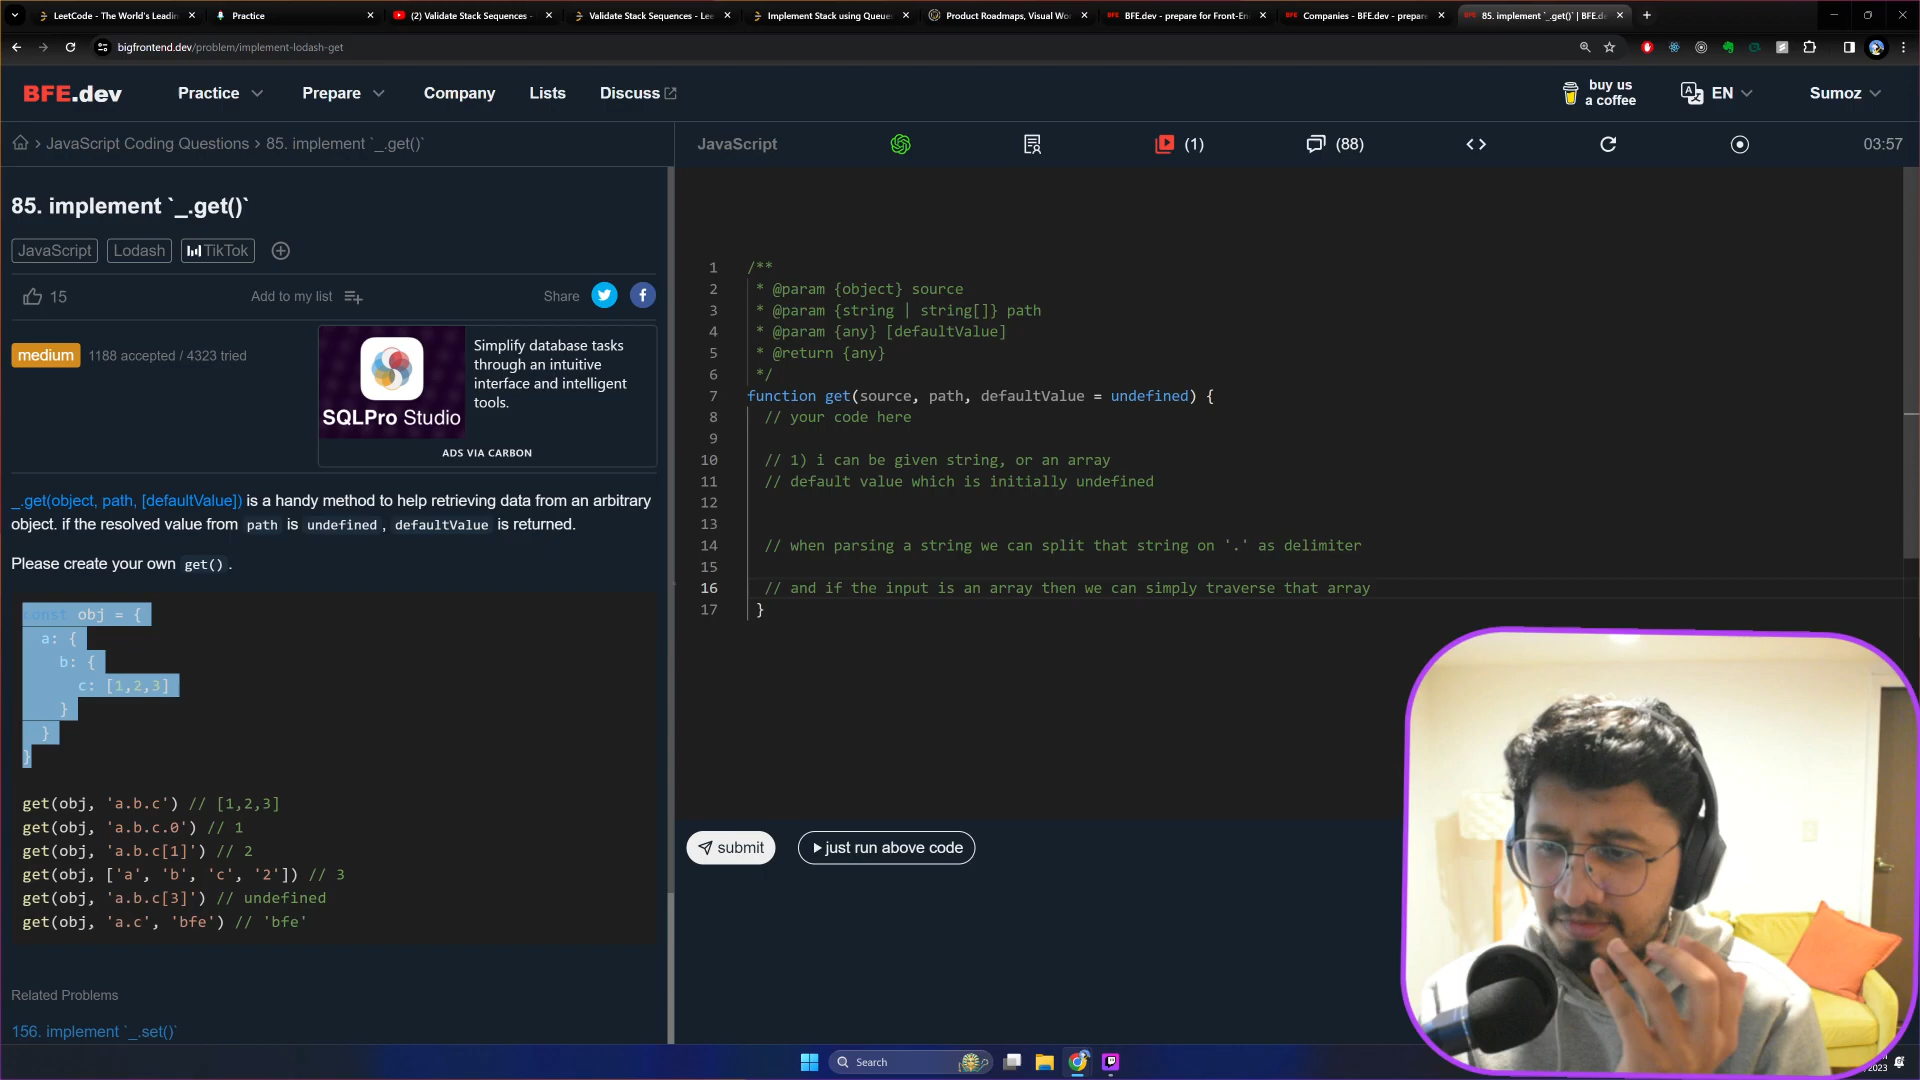 LeetCode - The World's Leadin
Practice
(2) Validate Stack Sequences -
Validate Stack Sequences - Lee
Implement Stack using Queues
Product Roadmaps, Visual Wor
BFE.dev - prepare for Front-En
Companies - BFE.dev - prepare
85. implement `_.get()` | BFE.de
bigfrontend.dev/problem/implement-lodash-get
BFE.dev
Practice
Prepare
Company
Lists
Discuss
buy us
a coffee
EN
Sumoz
JavaScript Coding Questions > 85. implement `_.get()`
JavaScript
(1)
(88)
03:57
85. implement `_.get()`
JavaScript
Lodash
TikTok
15
Add to my list
Share
medium
1188 accepted / 4323 tried
SQLPro Studio
Simplify database tasks
through an intuitive
interface and intelligent
tools.
ADS VIA CARBON
_.get(object, path, [defaultValue]) is a handy method to help retrieving data from an arbitrary
object. if the resolved value from path is undefined, defaultValue is returned.
Please create your own get().
const obj = {
a: {
b: {
c: [1,2,3]
}
}
}
get(obj, 'a.b.c') // [1,2,3]
get(obj, 'a.b.c.0') // 1
get(obj, 'a.b.c[1]') // 2
get(obj, ['a', 'b', 'c', '2']) // 3
get(obj, 'a.b.c[3]') // undefined
get(obj, 'a.c', 'bfe') // 'bfe'
Related Problems
156. implement `_.set()`
1 /**
2 * @param {object} source
3 * @param {string | string[]} path
4 * @param {any} [defaultValue]
5 * @return {any}
6 */
7 function get(source, path, defaultValue = undefined) {
8 // your code here
9
10 // 1) i can be given string, or an array
11 // default value which is initially undefined
12
13
14 // when parsing a string we can split that string on '.' as delimiter
15
16 // and if the input is an array then we can simply traverse that array
17 }
submit
just run above code
Search